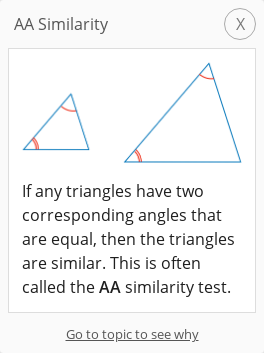 AA Similarity X
If any triangles have two
corresponding angles that
are equal, then the triangles
are similar. This is often
called the AA similarity test.
Go to topic to see why